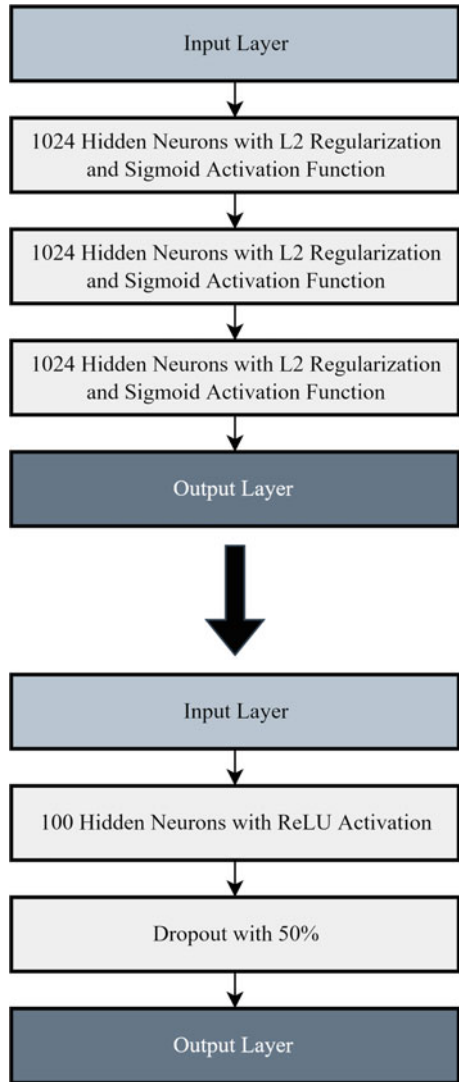 Input Layer
1024 Hidden Neurons with L2 Regularization
and Sigmoid Activation Function
1024 Hidden Neurons with L2 Regularization
and Sigmoid Activation Function
1024 Hidden Neurons with L2 Regularization
and Sigmoid Activation Function
Output Layer
Input Layer
100 Hidden Neurons with ReLU Activation
Dropout with 50%
Output Layer